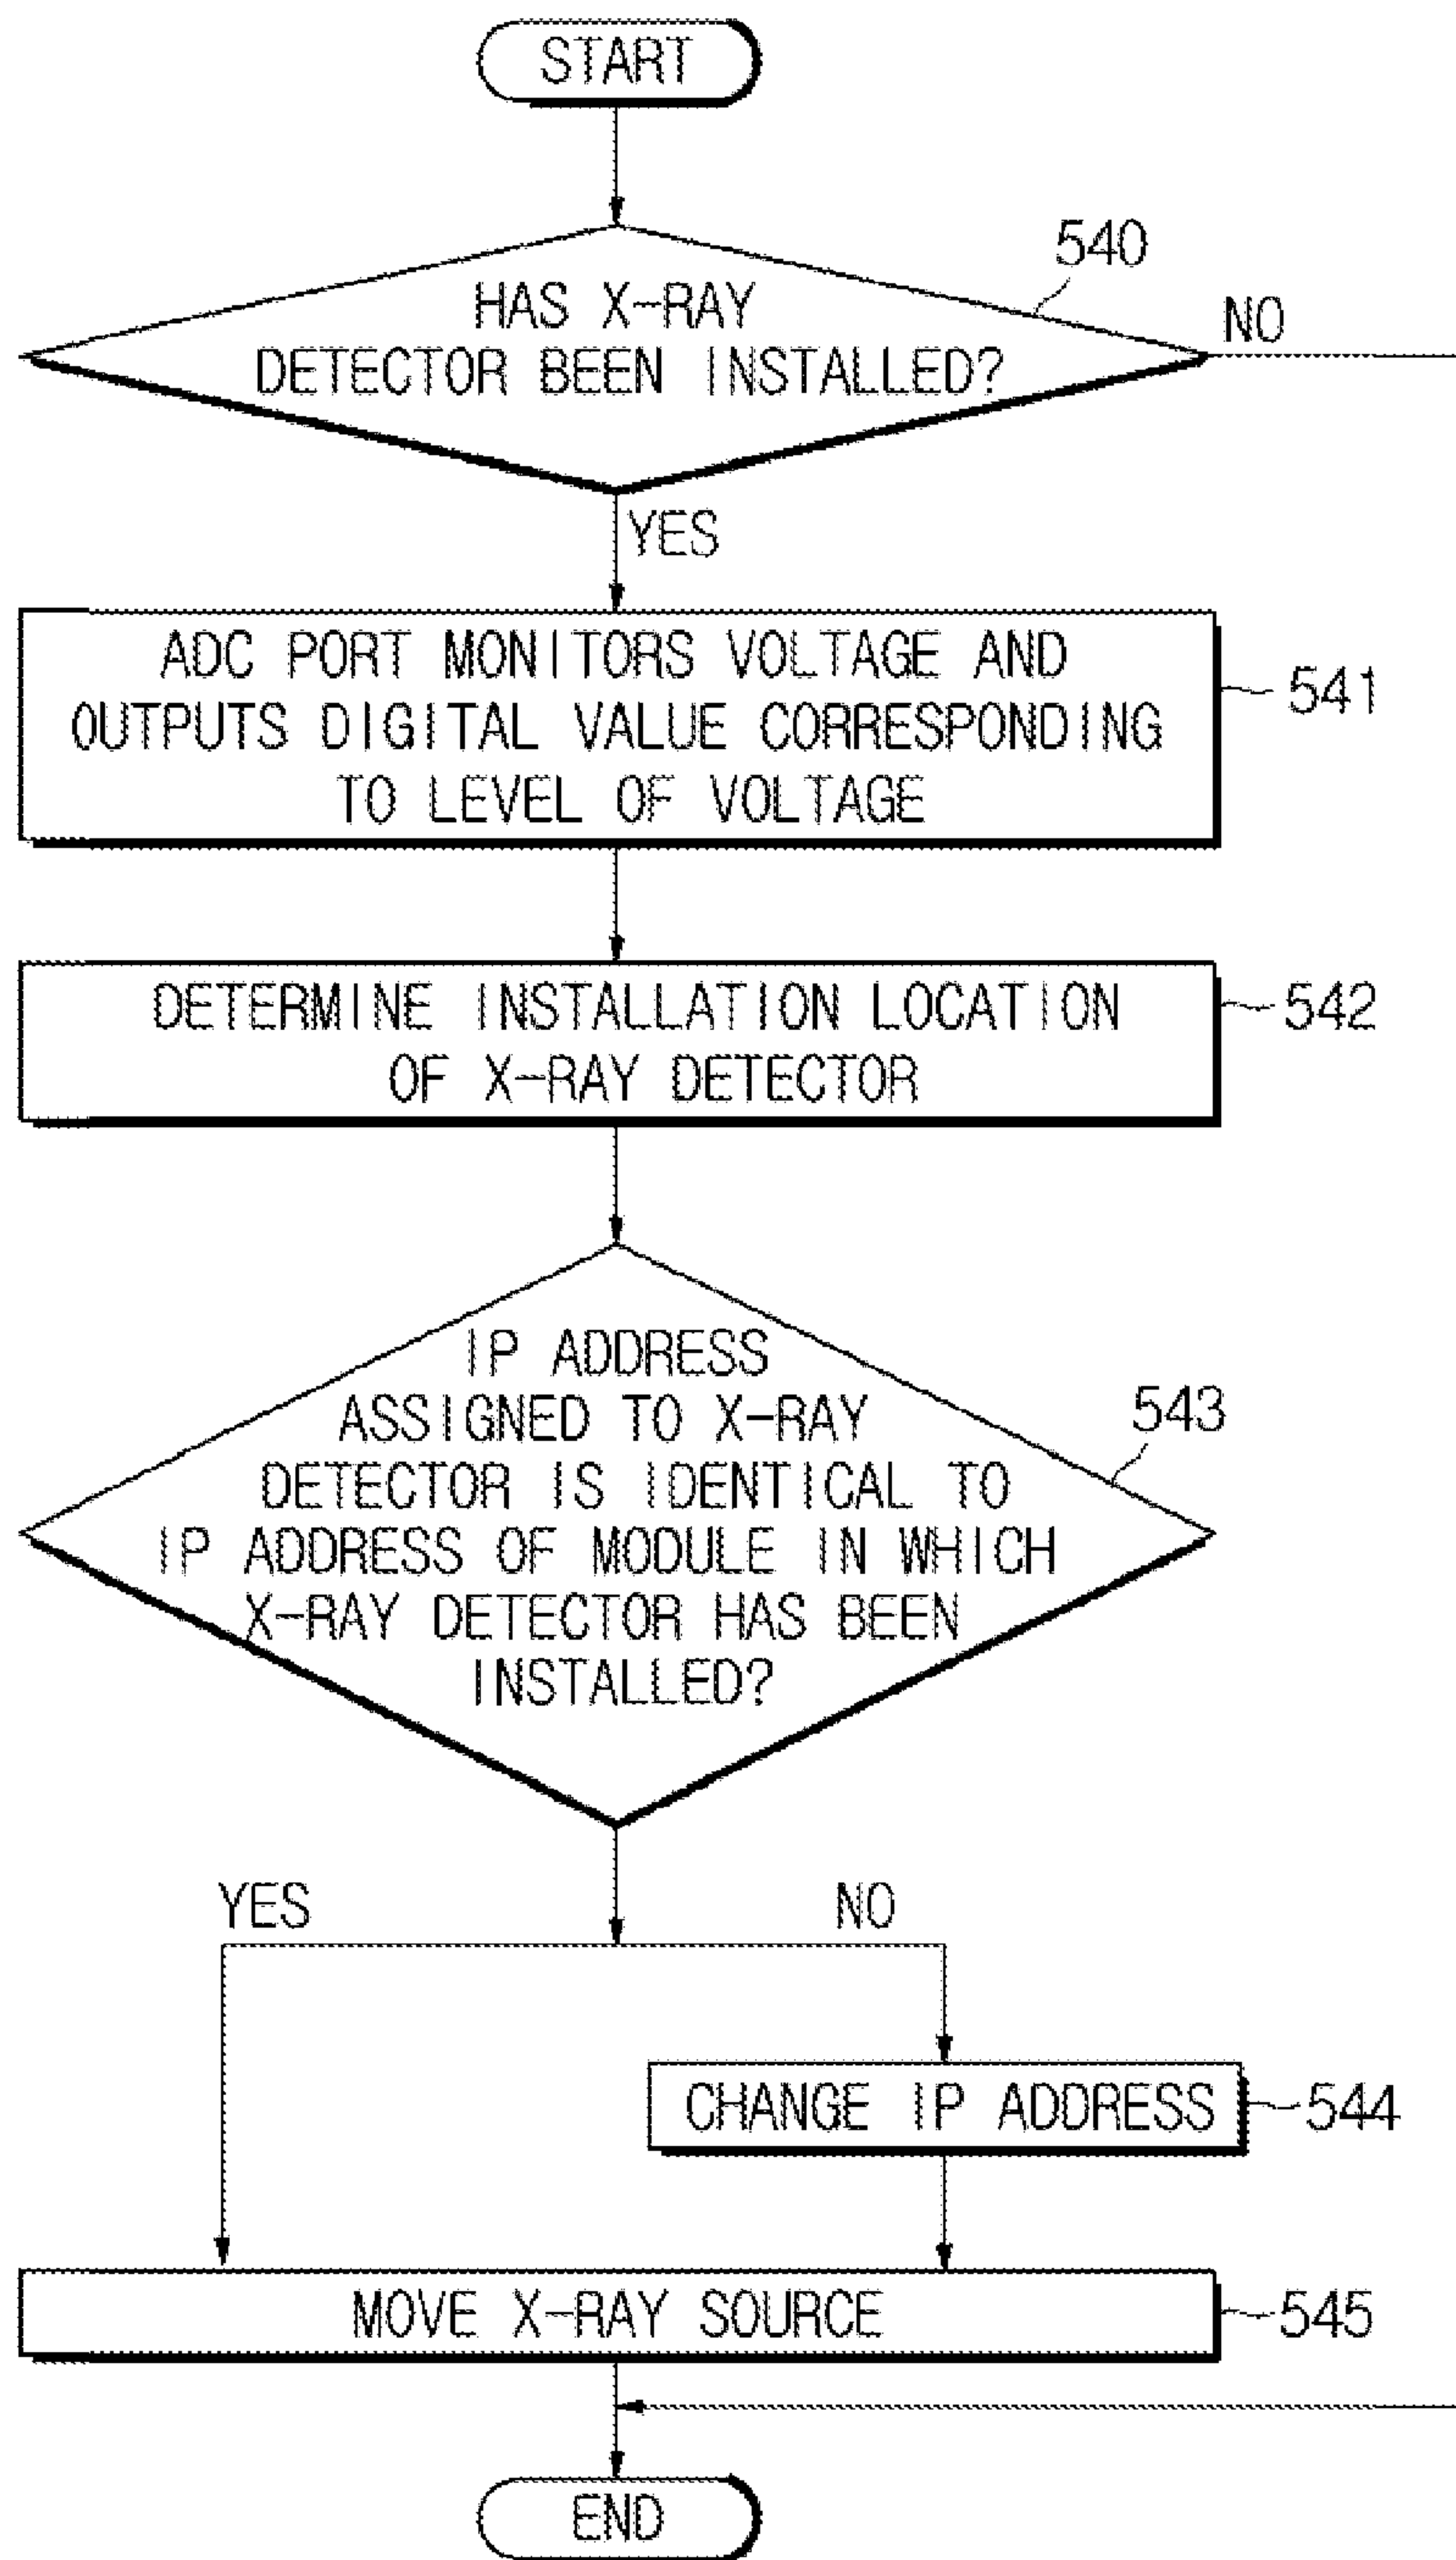 START
540
HAS X-RAY
DETECTOR BEEN INSTALLED?
NO
YES
ADC PORT MONITORS VOLTAGE AND
OUTPUTS DIGITAL VALUE CORRESPONDING
TO LEVEL OF VOLTAGE
541
DETERMINE INSTALLATION LOCATION
OF X-RAY DETECTOR
542
IP ADDRESS
ASSIGNED TO X-RAY
DETECTOR IS IDENTICAL TO
IP ADDRESS OF MODULE IN WHICH
X-RAY DETECTOR HAS BEEN
INSTALLED?
543
YES
NO
CHANGE IP ADDRESS
544
MOVE X-RAY SOURCE
545
END